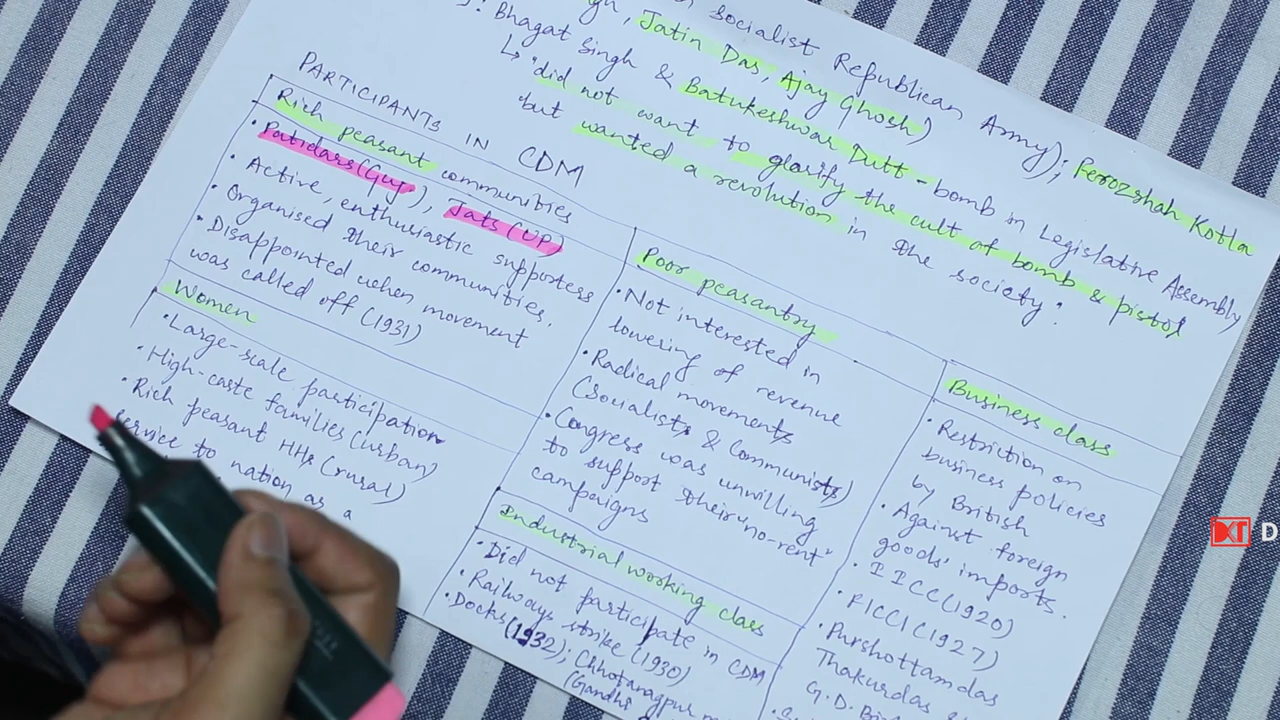 Socialist Republican Army); Ferozshah Kotla
Jatin Das, Ajay Ghosh)
Bhagat Singh & Batukeshwar Dutt - bomb in Legislative Assembly
↳ "did not want to glorify the cult of bomb & pistol
but wanted a revolution in the society".
PARTICIPANTS IN CDM
Rich peasant communities
• Patidars (Guj), Jats (UP)
• Active, enthusiastic supporters
• Organised their communities.
• Disappointed when movement
was called off (1931)
Women
• Large-scale participation
• High-caste families (urban)
• Rich peasant HHs (rural)
service to nation as a
Poor peasantry
• Not interested in
lowering of revenue
• Radical movements
(Socialists & Communists)
• Congress was unwilling
to support their "no-rent"
campaigns
Industrial working class
• Did not participate in CDM
• Railways strike (1930)
• Docks (1932); Chhotanagpur
(Gandhi
Business class
• Restriction on
business policies
by British
• Against foreign
goods' imports.
• IICC (1920)
• FICCI (1927)
• Purshottamdas
Thakurdas
G.D.
D